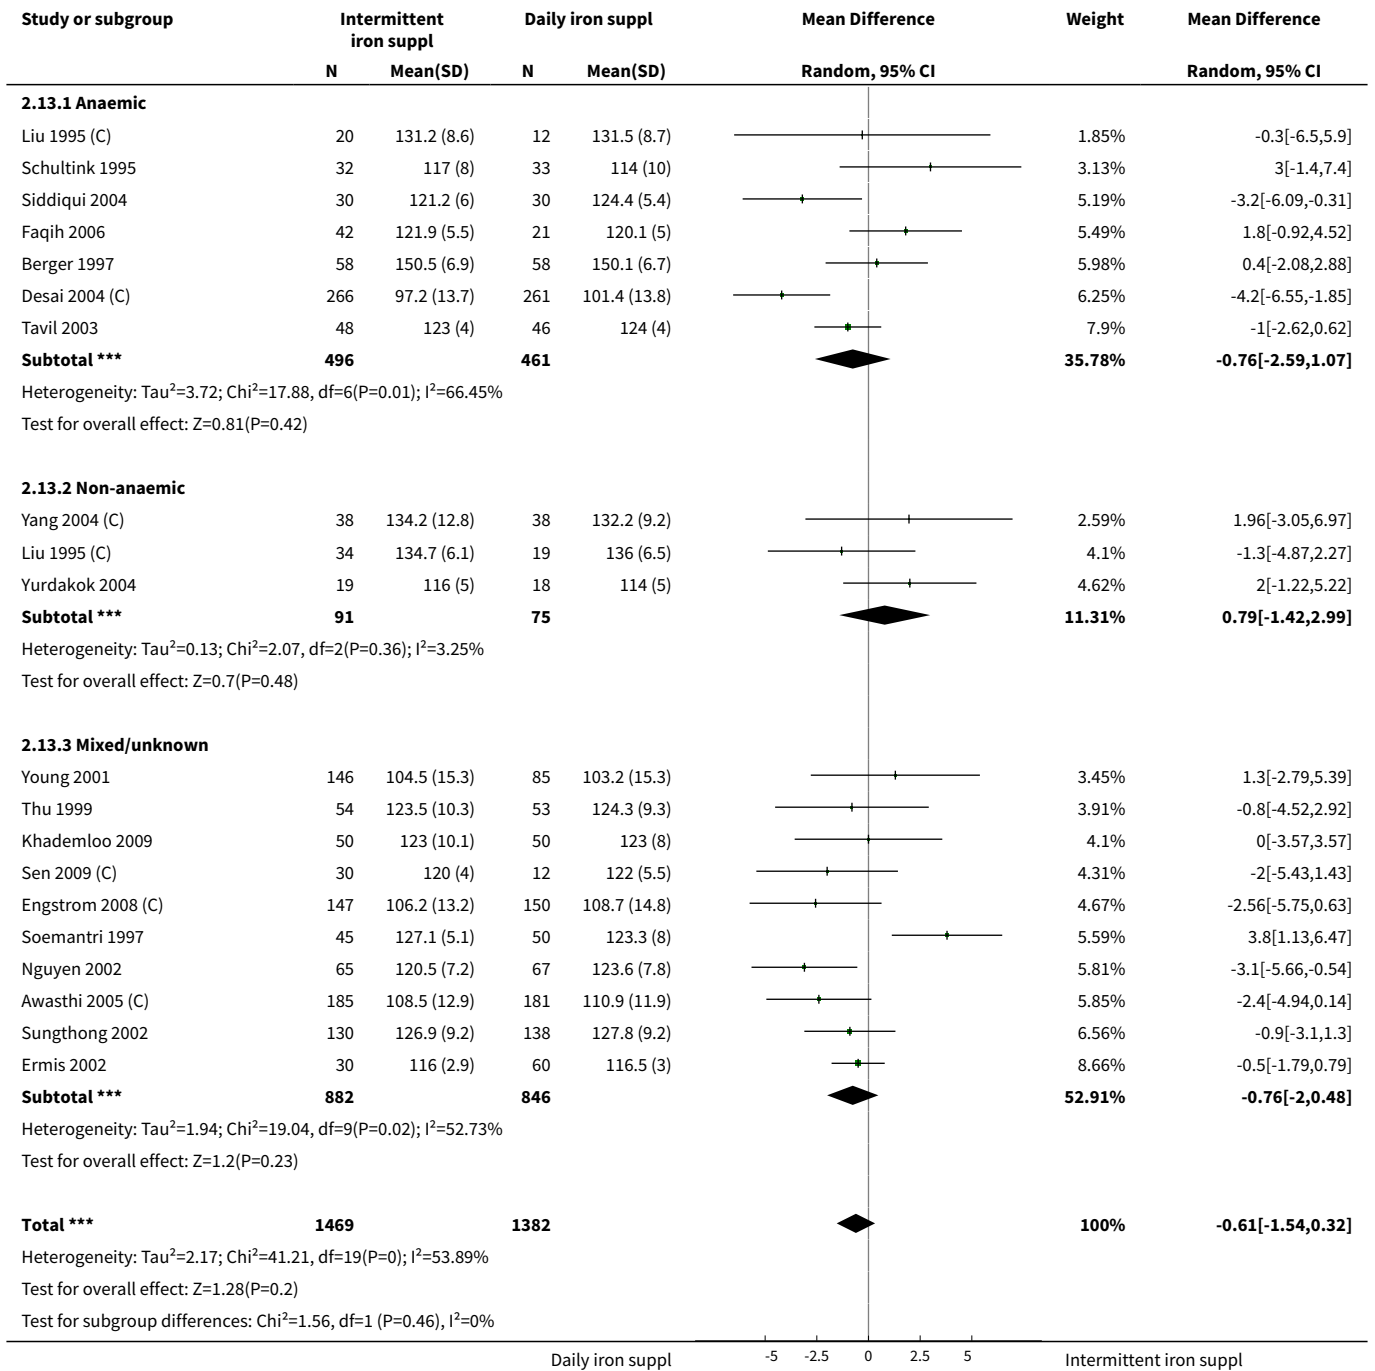 Study or subgroup Intermittent iron suppl Daily iron suppl Mean Difference Weight Mean Difference
N Mean(SD) N Mean(SD) Random, 95% CI Random, 95% CI
2.13.1 Anaemic
Liu 1995 (C) 20 131.2 (8.6) 12 131.5 (8.7) 1.85% -0.3[-6.5,5.9]
Schultink 1995 32 117 (8) 33 114 (10) 3.13% 3[-1.4,7.4]
Siddiqui 2004 30 121.2 (6) 30 124.4 (5.4) 5.19% -3.2[-6.09,-0.31]
Faqih 2006 42 121.9 (5.5) 21 120.1 (5) 5.49% 1.8[-0.92,4.52]
Berger 1997 58 150.5 (6.9) 58 150.1 (6.7) 5.98% 0.4[-2.08,2.88]
Desai 2004 (C) 266 97.2 (13.7) 261 101.4 (13.8) 6.25% -4.2[-6.55,-1.85]
Tavil 2003 48 123 (4) 46 124 (4) 7.9% -1[-2.62,0.62]
Subtotal *** 496 461 35.78% -0.76[-2.59,1.07]
Heterogeneity: Tau²=3.72; Chi²=17.88, df=6(P=0.01); I²=66.45%
Test for overall effect: Z=0.81(P=0.42)
2.13.2 Non-anaemic
Yang 2004 (C) 38 134.2 (12.8) 38 132.2 (9.2) 2.59% 1.96[-3.05,6.97]
Liu 1995 (C) 34 134.7 (6.1) 19 136 (6.5) 4.1% -1.3[-4.87,2.27]
Yurdakok 2004 19 116 (5) 18 114 (5) 4.62% 2[-1.22,5.22]
Subtotal *** 91 75 11.31% 0.79[-1.42,2.99]
Heterogeneity: Tau²=0.13; Chi²=2.07, df=2(P=0.36); I²=3.25%
Test for overall effect: Z=0.7(P=0.48)
2.13.3 Mixed/unknown
Young 2001 146 104.5 (15.3) 85 103.2 (15.3) 3.45% 1.3[-2.79,5.39]
Thu 1999 54 123.5 (10.3) 53 124.3 (9.3) 3.91% -0.8[-4.52,2.92]
Khademloo 2009 50 123 (10.1) 50 123 (8) 4.1% 0[-3.57,3.57]
Sen 2009 (C) 30 120 (4) 12 122 (5.5) 4.31% -2[-5.43,1.43]
Engstrom 2008 (C) 147 106.2 (13.2) 150 108.7 (14.8) 4.67% -2.56[-5.75,0.63]
Soemantri 1997 45 127.1 (5.1) 50 123.3 (8) 5.59% 3.8[1.13,6.47]
Nguyen 2002 65 120.5 (7.2) 67 123.6 (7.8) 5.81% -3.1[-5.66,-0.54]
Awasthi 2005 (C) 185 108.5 (12.9) 181 110.9 (11.9) 5.85% -2.4[-4.94,0.14]
Sungthong 2002 130 126.9 (9.2) 138 127.8 (9.2) 6.56% -0.9[-3.1,1.3]
Ermis 2002 30 116 (2.9) 60 116.5 (3) 8.66% -0.5[-1.79,0.79]
Subtotal *** 882 846 52.91% -0.76[-2,0.48]
Heterogeneity: Tau²=1.94; Chi²=19.04, df=9(P=0.02); I²=52.73%
Test for overall effect: Z=1.2(P=0.23)
Total *** 1469 1382 100% -0.61[-1.54,0.32]
Heterogeneity: Tau²=2.17; Chi²=41.21, df=19(P=0); I²=53.89%
Test for overall effect: Z=1.28(P=0.2)
Test for subgroup differences: Chi²=1.56, df=1 (P=0.46), I²=0%
Daily iron suppl -5 -2.5 0 2.5 5 Intermittent iron suppl